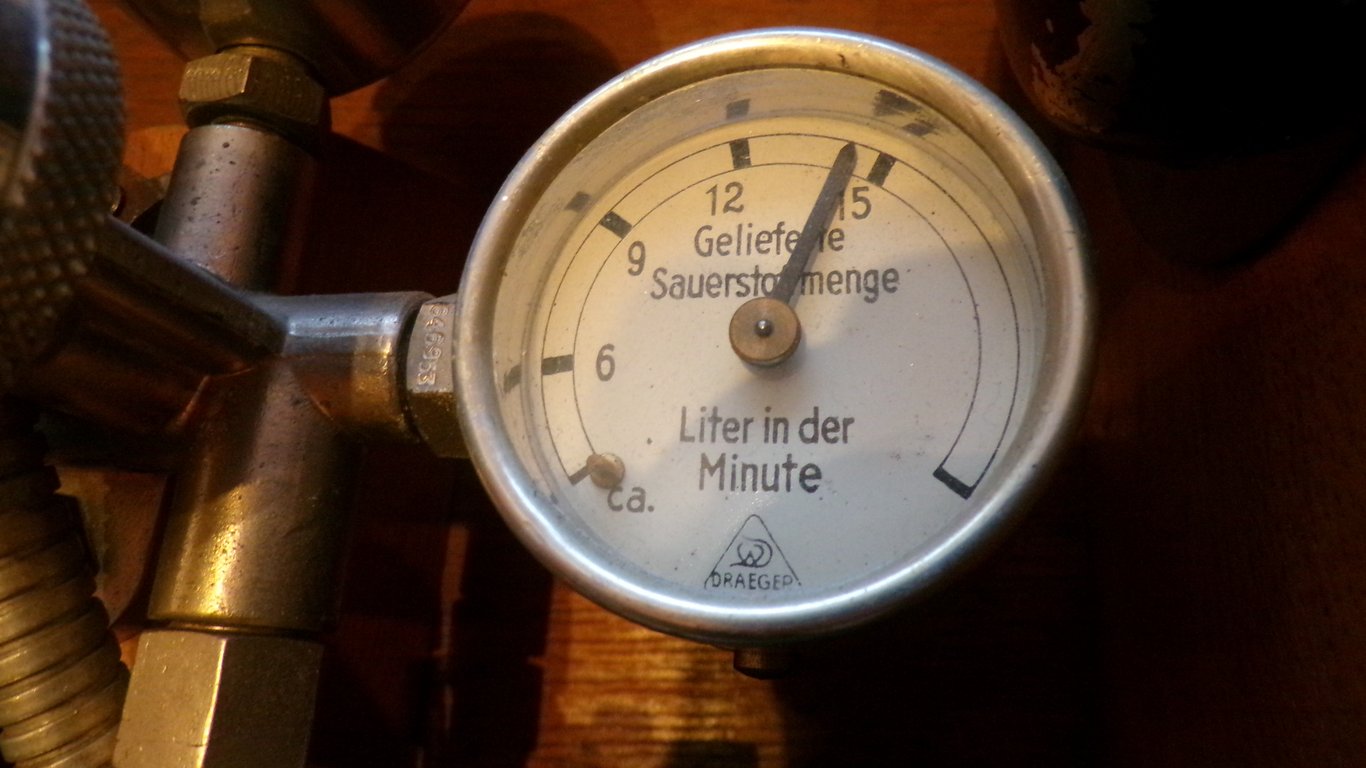 12
15
9
Gelieferte
Sauerstoffmenge
6
Liter in der
Minute
ca.
DRAEGER